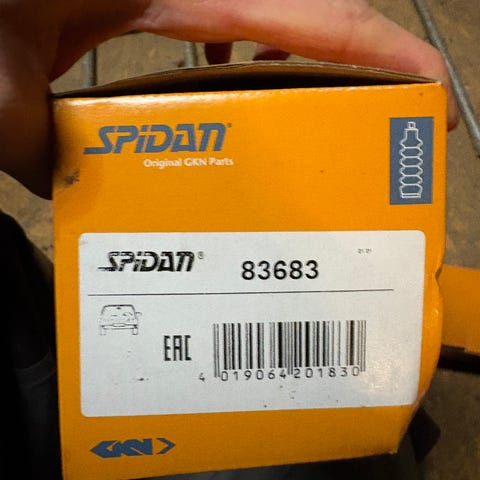 SPiDAN®
Original GKN Parts
SPiDAN® 83683
EAC
4 019064 201830
GKN